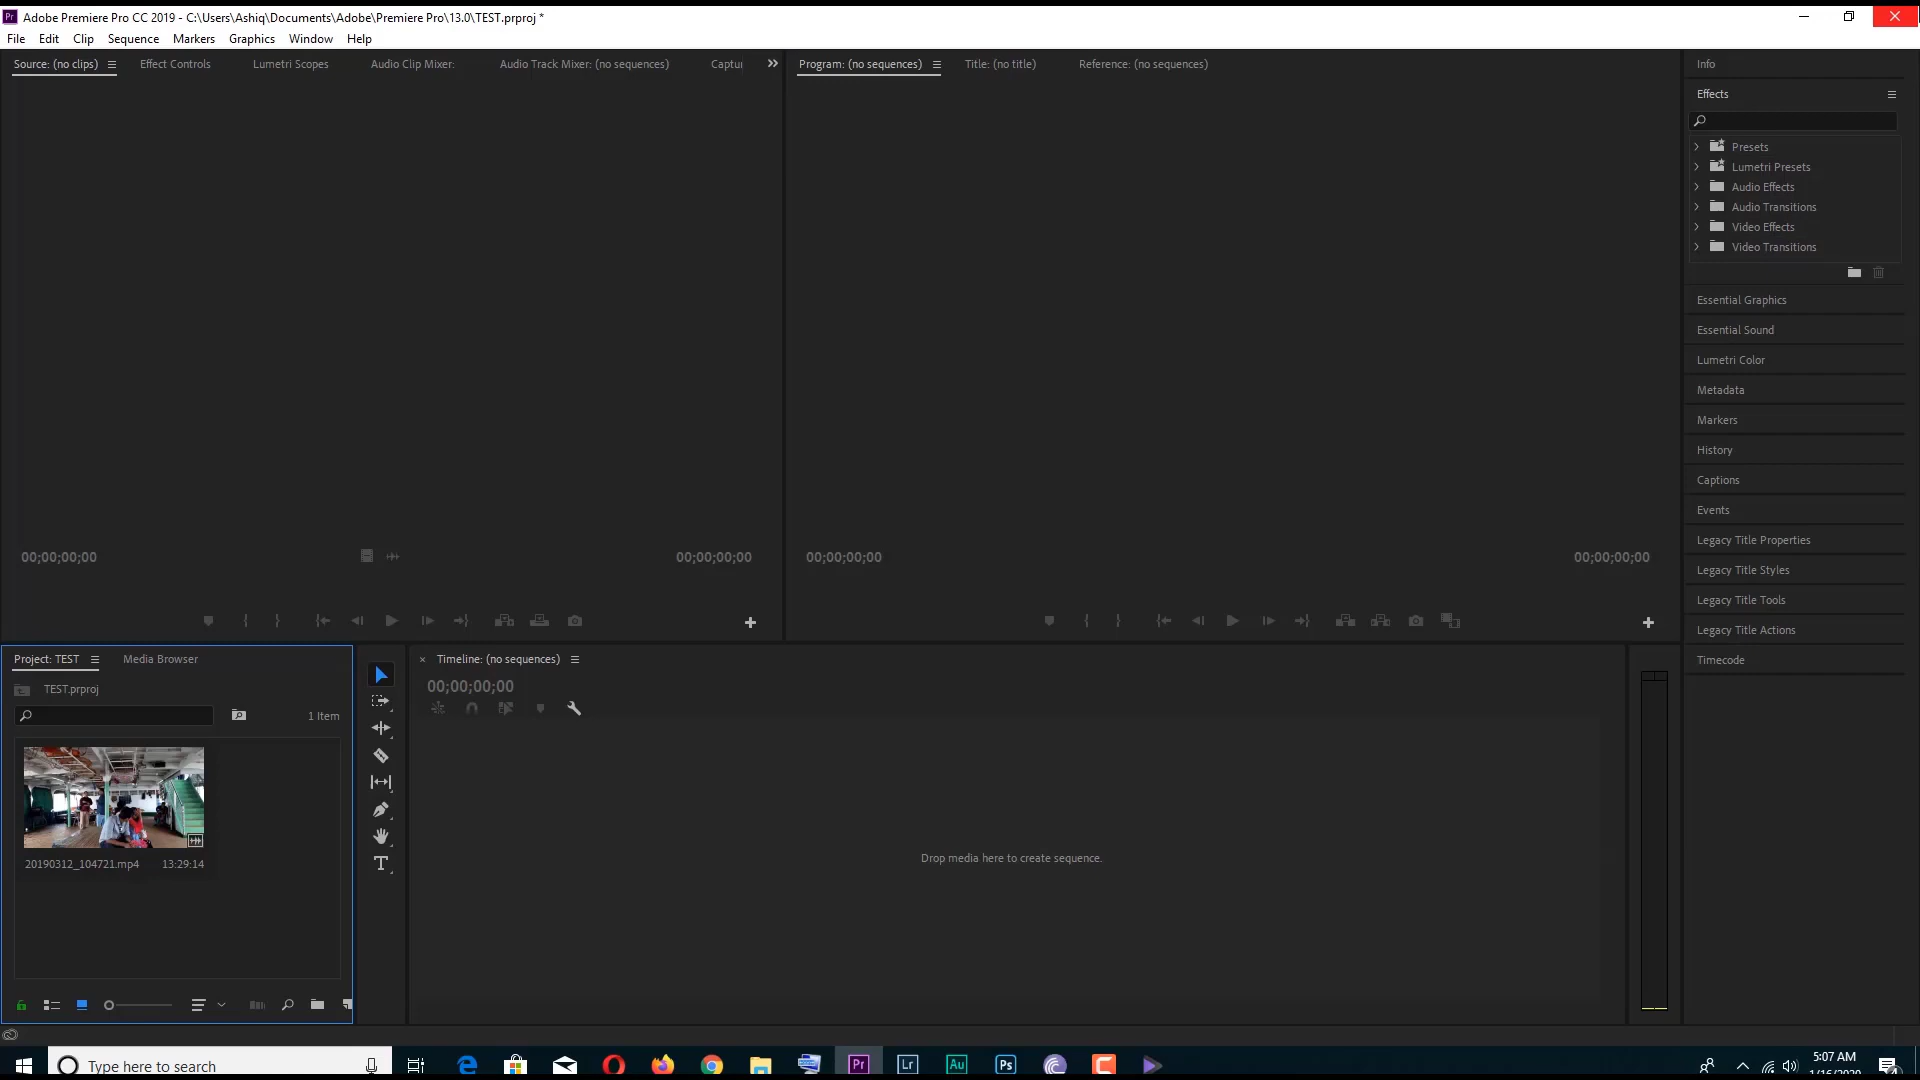 Adobe Premiere Pro CC 2019 - C:\Users\Ashiq\Documents\Adobe\Premiere Pro\13.0\TEST.prproj *
File Edit Clip Sequence Markers Graphics Window Help
Source: (no clips) Effect Controls Lumetri Scopes Audio Clip Mixer: Audio Track Mixer: (no sequences) Captu
Program: (no sequences) Title: (no title) Reference: (no sequences)
Info
Effects
Presets
Lumetri Presets
Audio Effects
Audio Transitions
Video Effects
Video Transitions
Essential Graphics
Essential Sound
Lumetri Color
Metadata
Markers
History
Captions
Events
Legacy Title Properties
Legacy Title Styles
Legacy Title Tools
Legacy Title Actions
Timecode
00;00;00;00 00;00;00;00
00;00;00;00 00;00;00;00
Project: TEST Media Browser
TEST.prproj
1 Item
20190312_104721.mp4 13:29:14
Timeline: (no sequences)
00;00;00;00
Drop media here to create sequence.
Type here to search
Pr Lr Au Ps
5:07 AM
1/16/2020